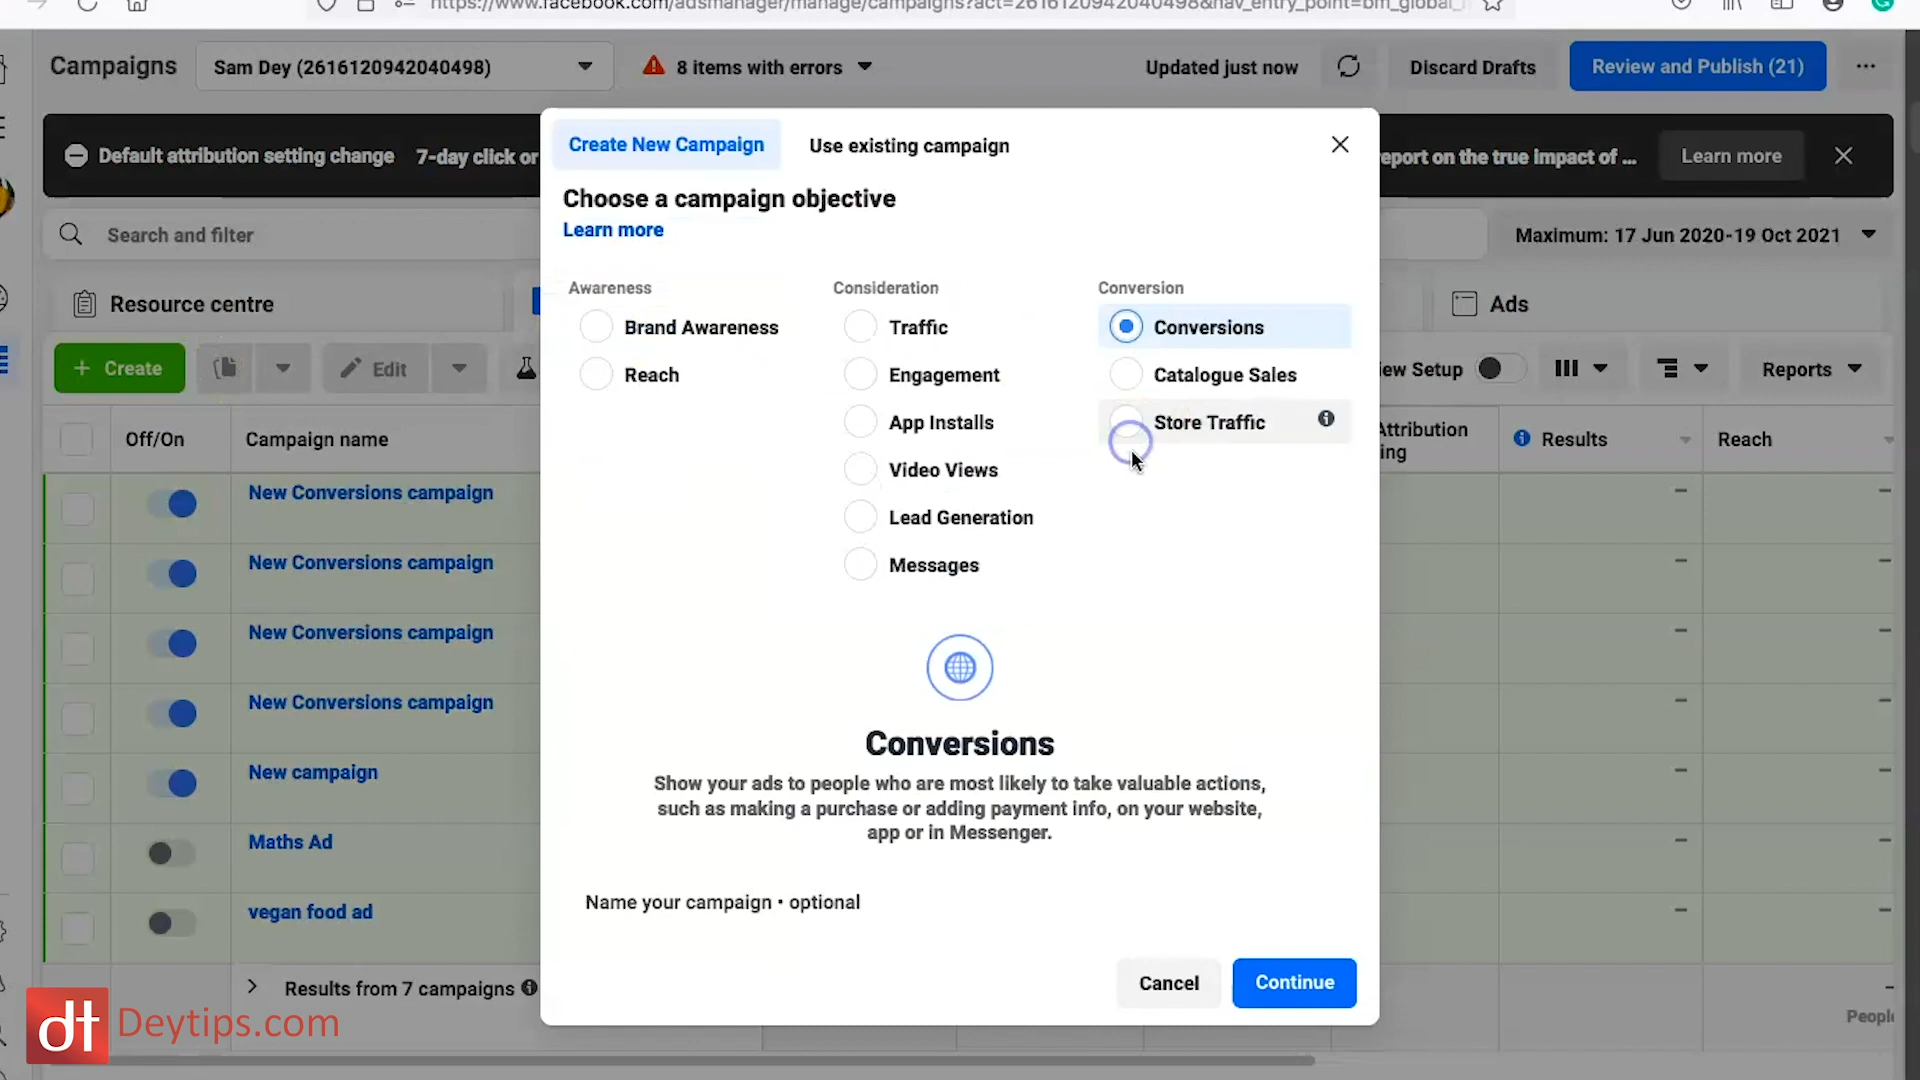 Campaigns
Sam Dey (2616120942040498)
8 items with errors
Updated just now
Discard Drafts
Review and Publish (21)
Default attribution setting change 7-day click or
eport on the true impact of ...
Learn more
Search and filter
Maximum: 17 Jun 2020-19 Oct 2021
Resource centre
Ads
+ Create
Edit
ew Setup
Reports
Off/On
Campaign name
Attribution
ing
Results
Reach
New Conversions campaign
New Conversions campaign
New Conversions campaign
New Conversions campaign
New campaign
Maths Ad
vegan food ad
Results from 7 campaigns
People
Create New Campaign
Use existing campaign
Choose a campaign objective
Learn more
Awareness
Brand Awareness
Reach
Consideration
Traffic
Engagement
App Installs
Video Views
Lead Generation
Messages
Conversion
Conversions
Catalogue Sales
Store Traffic
Conversions
Show your ads to people who are most likely to take valuable actions,
such as making a purchase or adding payment info, on your website,
app or in Messenger.
Name your campaign • optional
Cancel
Continue
dt Deytips.com